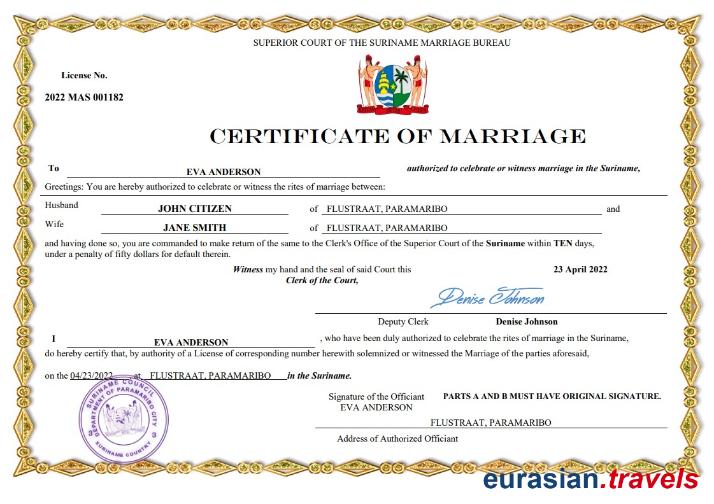 SUPERIOR COURT OF THE SURINAME MARRIAGE BUREAU
License No.
2022 MAS 001182
CERTIFICATE OF MARRIAGE
To EVA ANDERSON authorized to celebrate or witness marriage in the Suriname,
Greetings: You are hereby authorized to celebrate or witness the rites of marriage between:
Husband JOHN CITIZEN of FLUSTRAAT, PARAMARIBO and
Wife JANE SMITH of FLUSTRAAT, PARAMARIBO
and having done so, you are commanded to make return of the same to the Clerk's Office of the Superior Court of the Suriname within TEN days,
under a penalty of fifty dollars for default therein.
Witness my hand and the seal of said Court this 23 April 2022
Clerk of the Court,
Denise Johnson
Deputy Clerk Denise Johnson
I EVA ANDERSON , who have been duly authorized to celebrate the rites of marriage in the Suriname,
do hereby certify that, by authority of a License of corresponding number herewith solemnized or witnessed the Marriage of the parties aforesaid,
on the 04/23/2022 at FLUSTRAAT, PARAMARIBO in the Suriname.
SURINAME COUNCIL
DEPARTMENT OF PARAMARIBO CITY
SURINAME COUNTRY
Signature of the Officiant PARTS A AND B MUST HAVE ORIGINAL SIGNATURE.
EVA ANDERSON
FLUSTRAAT, PARAMARIBO
Address of Authorized Officiant
eurasian.travels